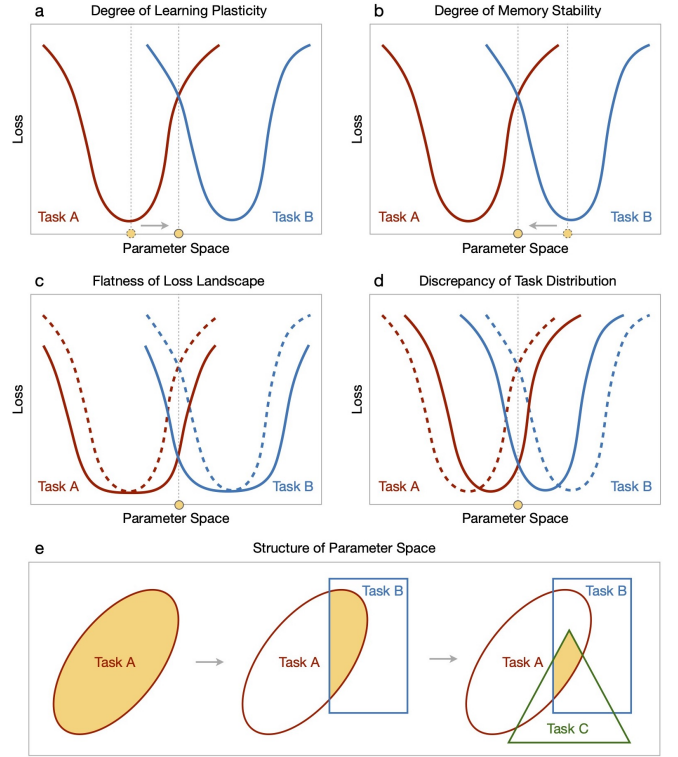 a Degree of Learning Plasticity
Loss
Task A
Task B
Parameter Space
b Degree of Memory Stability
Loss
Task A
Task B
Parameter Space
c Flatness of Loss Landscape
Loss
Task A
Task B
Parameter Space
d Discrepancy of Task Distribution
Loss
Task A
Task B
Parameter Space
e Structure of Parameter Space
Task A
Task A
Task B
Task A
Task B
Task C